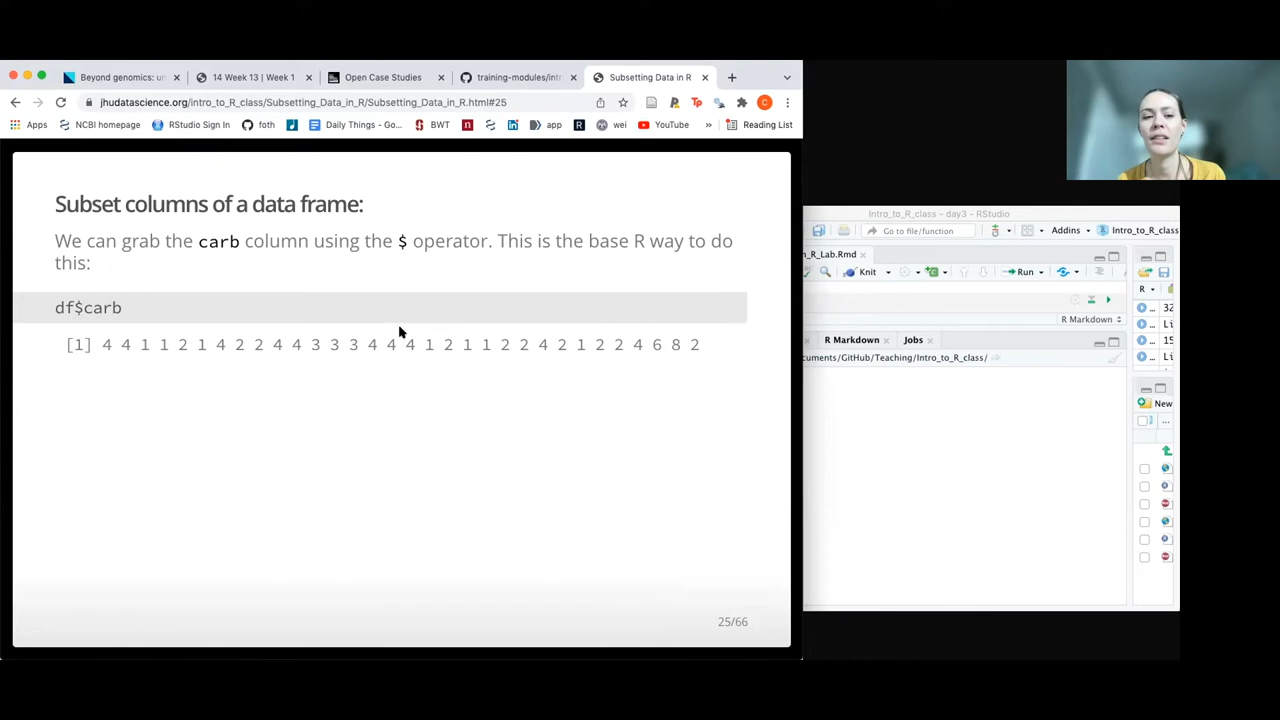 Beyond genomics: un
14 Week 13 | Week 1
Open Case Studies
training-modules/intr
Subsetting Data in R
jhudatascience.org/intro_to_R_class/Subsetting_Data_in_R/Subsetting_Data_in_R.html#25
Apps
NCBI homepage
RStudio Sign In
foth
Daily Things - Go...
BWT
app
wei
YouTube
»
Reading List
Subset columns of a data frame:
We can grab the carb column using the $ operator. This is the base R way to do
this:
df$carb
[1] 4 4 1 1 2 1 4 2 2 4 4 3 3 3 4 4 4 1 2 1 1 2 2 4 2 1 2 2 4 6 8 2
25/66
Intro_to_R_class - day3 - RStudio
Go to file/function
Addins
Intro_to_R_class
n_R_Lab.Rmd
Knit
Run
R Markdown
R Markdown
Jobs
cuments/GitHub/Teaching/Intro_to_R_class/
R
32
Li
15
Li
New